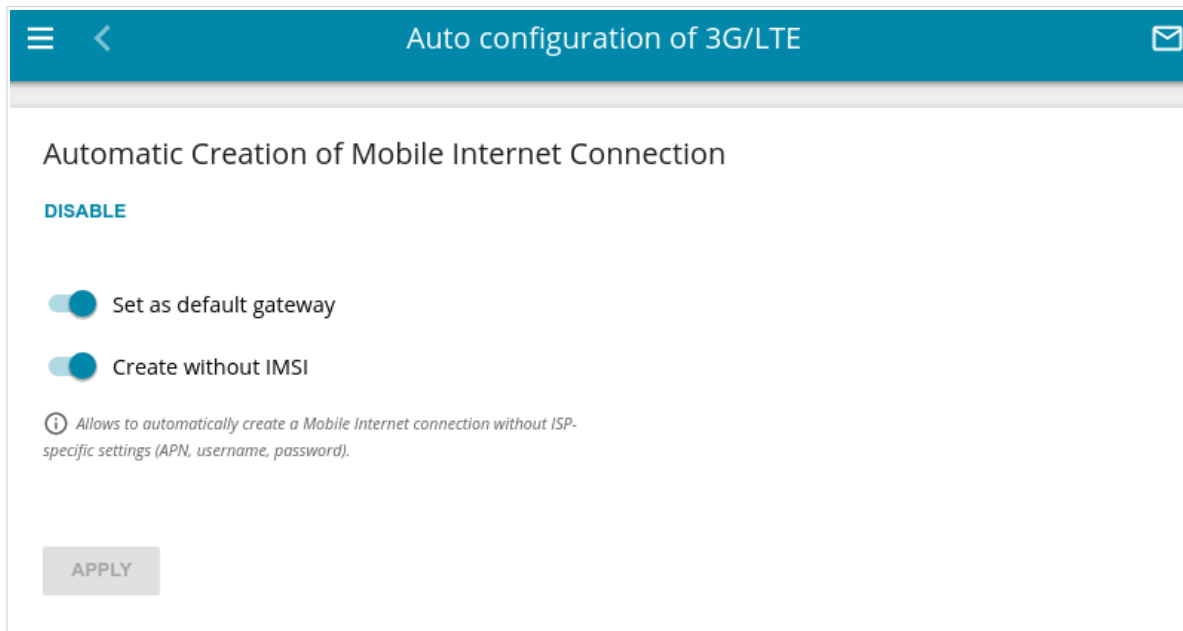 Auto configuration of 3G/LTE
Automatic Creation of Mobile Internet Connection
DISABLE
Set as default gateway
Create without IMSI
Allows to automatically create a Mobile Internet connection without ISP-
specific settings (APN, username, password).
APPLY